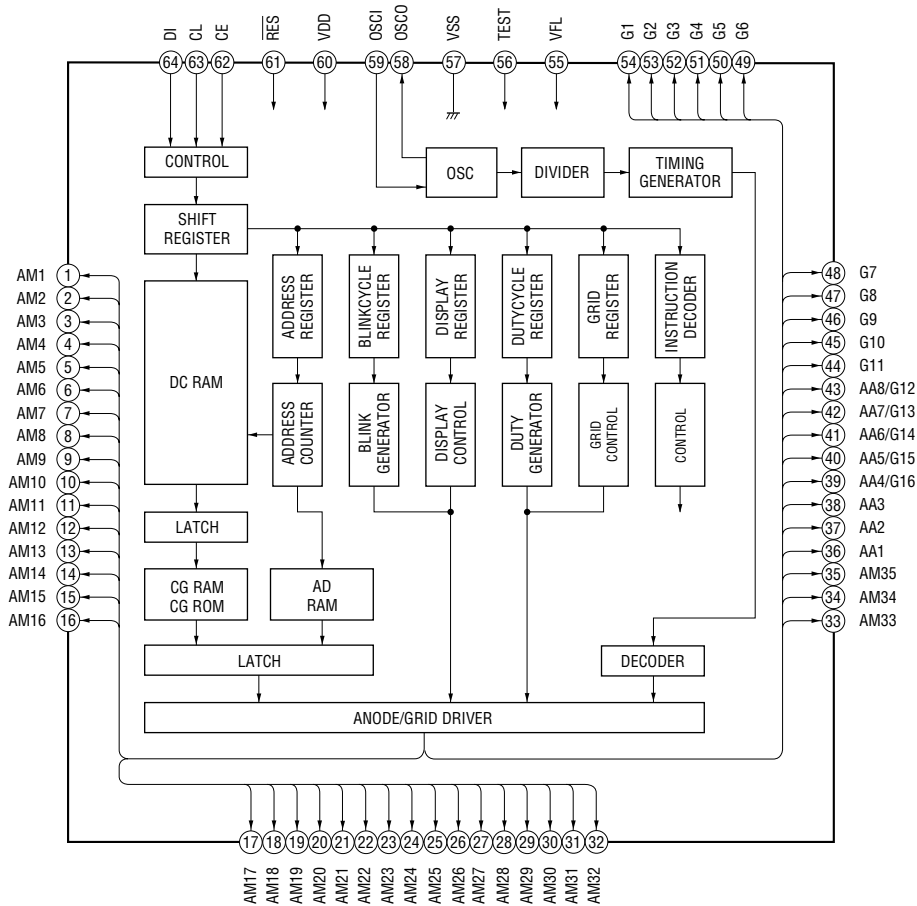 DI
CL
CE
RES
VDD
OSCI
OSCO
VSS
TEST
VFL
G1
G2
G3
G4
G5
G6
64
63
62
61
60
59
58
57
56
55
54
53
52
51
50
49
CONTROL
OSC
DIVIDER
TIMING
GENERATOR
SHIFT
REGISTER
ADDRESS
REGISTER
BLINKCYCLE
REGISTER
DISPLAY
REGISTER
DUTYCYCLE
REGISTER
GRID
REGISTER
INSTRUCTION
DECODER
DC RAM
ADDRESS
COUNTER
BLINK
GENERATOR
DISPLAY
CONTROL
DUTY
GENERATOR
GRID
CONTROL
CONTROL
LATCH
CG RAM
CG ROM
AD
RAM
LATCH
DECODER
ANODE/GRID DRIVER
AM1 1
AM2 2
AM3 3
AM4 4
AM5 5
AM6 6
AM7 7
AM8 8
AM9 9
AM10 10
AM11 11
AM12 12
AM13 13
AM14 14
AM15 15
AM16 16
48 G7
47 G8
46 G9
45 G10
44 G11
43 AA8/G12
42 AA7/G13
41 AA6/G14
40 AA5/G15
39 AA4/G16
38 AA3
37 AA2
36 AA1
35 AM35
34 AM34
33 AM33
17
18
19
20
21
22
23
24
25
26
27
28
29
30
31
32
AM17
AM18
AM19
AM20
AM21
AM22
AM23
AM24
AM25
AM26
AM27
AM28
AM29
AM30
AM31
AM32